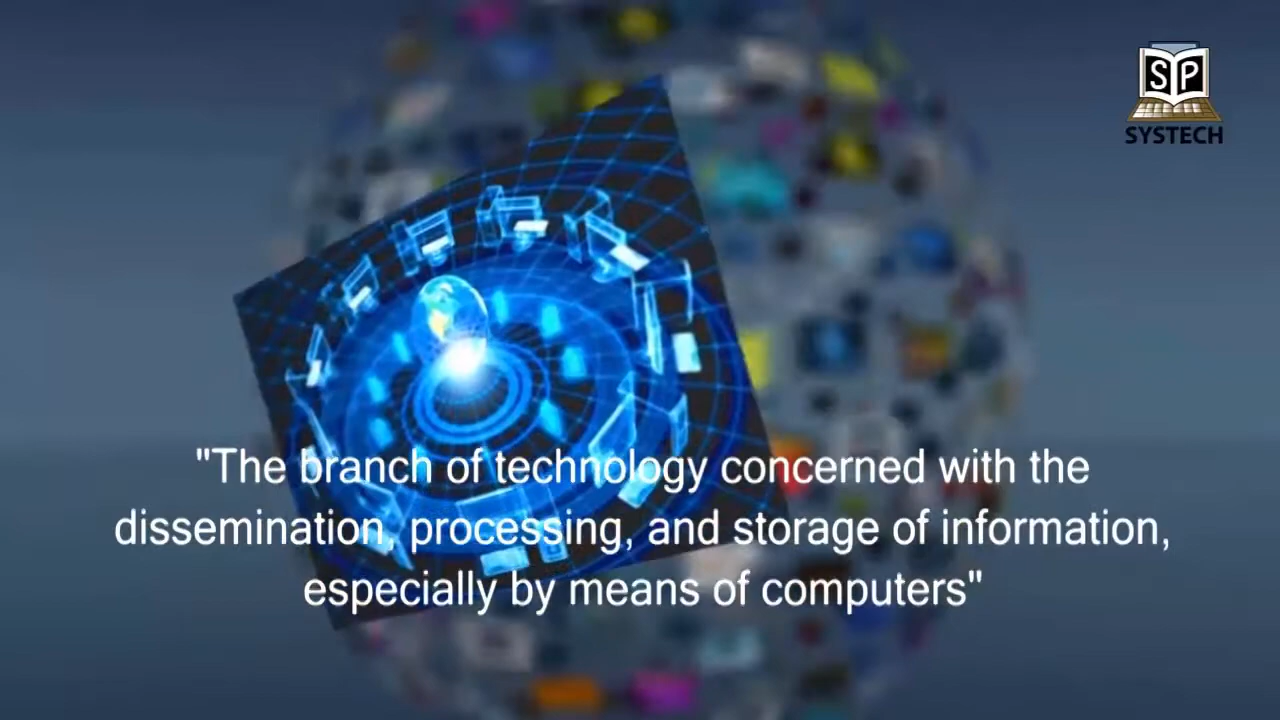 SP
SYSTECH
"The branch of technology concerned with the
dissemination, processing, and storage of information,
especially by means of computers"